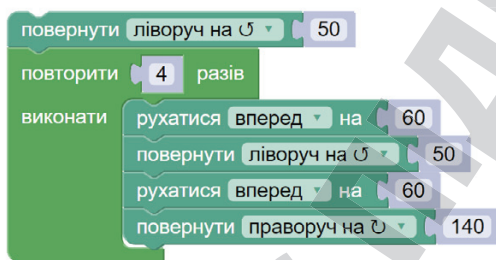 повернути ліворуч на ↺ 50
повторити 4 разів
виконати рухатися вперед на 60
повернути ліворуч на ↺ 50
рухатися вперед на 60
повернути праворуч на ↻ 140